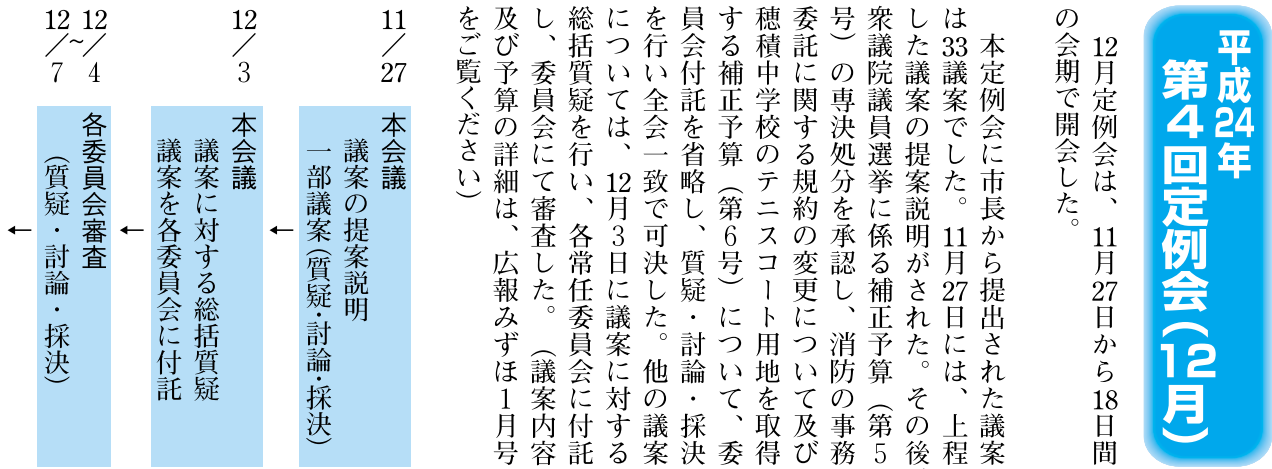 平成24年
第4回定例会(12月)
12月定例会は、11月27日から18日間
の会期で開会した。
本定例会に市長から提出された議案
は33議案でした。11月27日には、上程
した議案の提案説明がされた。その後
衆議院議員選挙に係る補正予算（第５
号）の専決処分を承認し、消防の事務
委託に関する規約の変更について及び
穂積中学校のテニスコート用地を取得
する補正予算（第６号）について、委
員会付託を省略し、質疑・討論・採決
を行い全会一致で可決した。他の議案
については、12月３日に議案に対する
総括質疑を行い、各常任委員会に付託
し、委員会にて審査した。（議案内容
及び予算の詳細は、広報みずほ１月号
をご覧ください）
11／27
本会議
議案の提案説明
一部議案(質疑・討論・採決)
←
12／3
本会議
議案に対する総括質疑
議案を各委員会に付託
←
12／4
～
12／7
各委員会審査
(質疑・討論・採決)
←